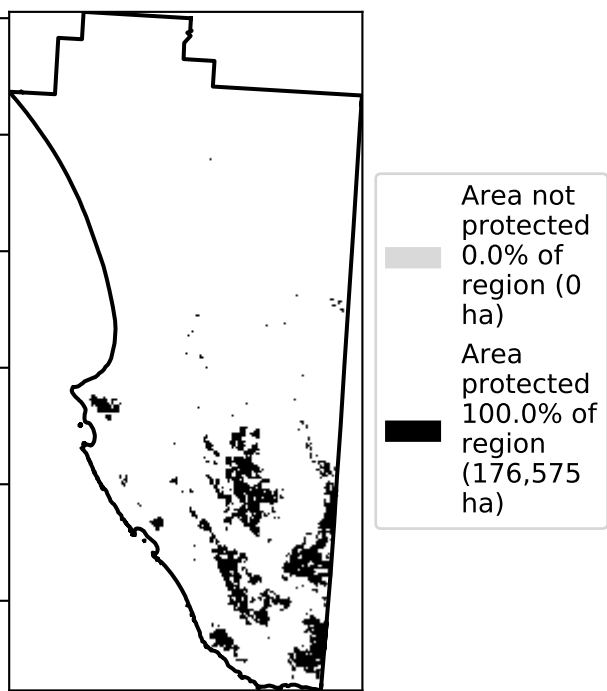 Area not
protected
0.0% of
region (0
ha)
Area
protected
100.0% of
region
(176,575
ha)